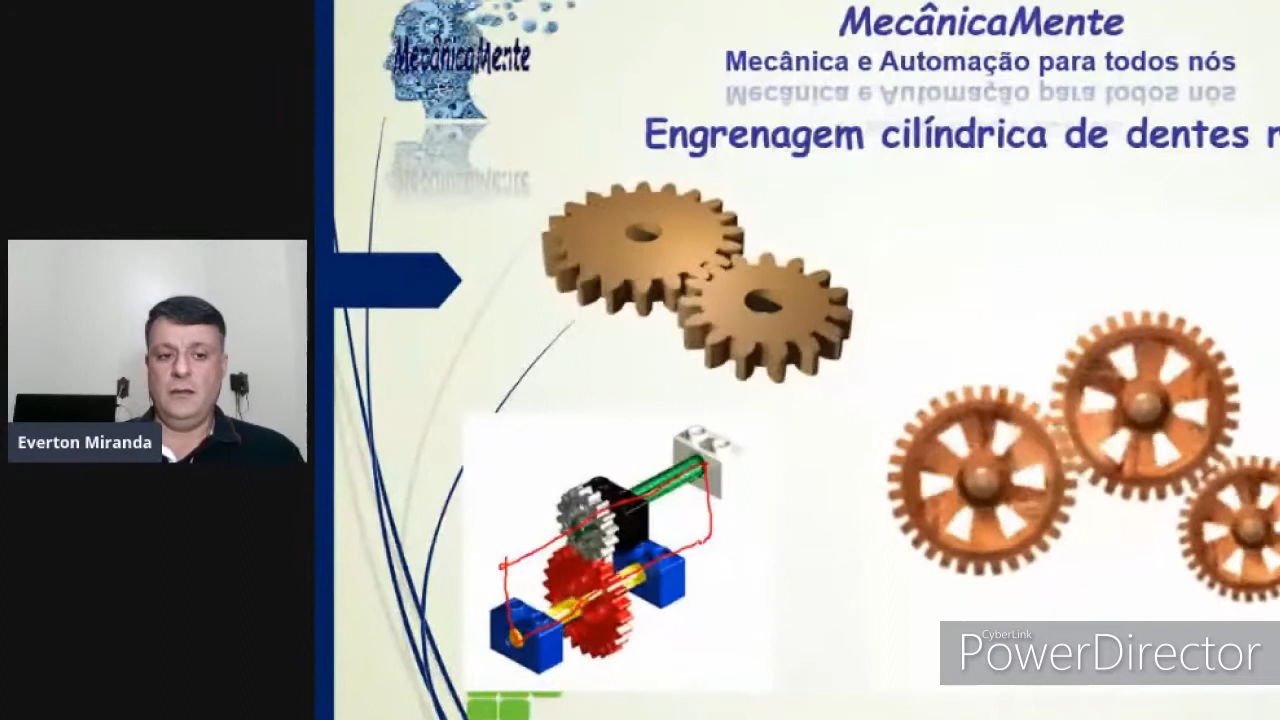 MecânicaMente
MecânicaMente
Mecânica e Automação para todos nós
Engrenagem cilíndrica de dentes r
Everton Miranda
CyberLink
PowerDirector